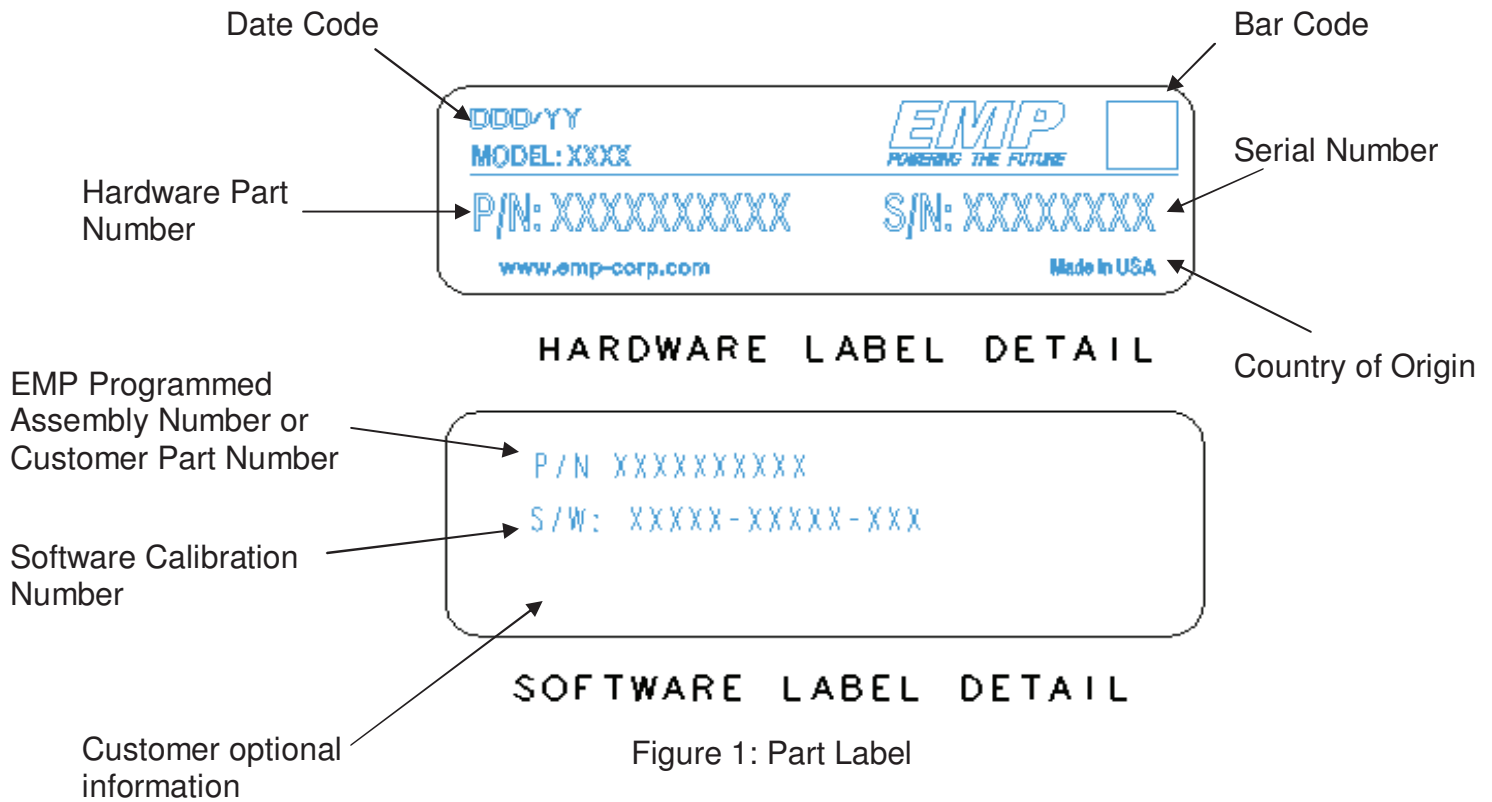 Date Code
Bar Code
DDD/YY
MODEL: XXXX
EMP
POWERING THE FUTURE
Serial Number
Hardware Part
Number
P/N: XXXXXXXXXX
S/N: XXXXXXXX
www.emp-corp.com
Made in USA
HARDWARE LABEL DETAIL
Country of Origin
EMP Programmed
Assembly Number or
Customer Part Number
P/N XXXXXXXXXX
S/W: XXXXX-XXXXX-XXX
Software Calibration
Number
SOFTWARE LABEL DETAIL
Customer optional
information
Figure 1: Part Label